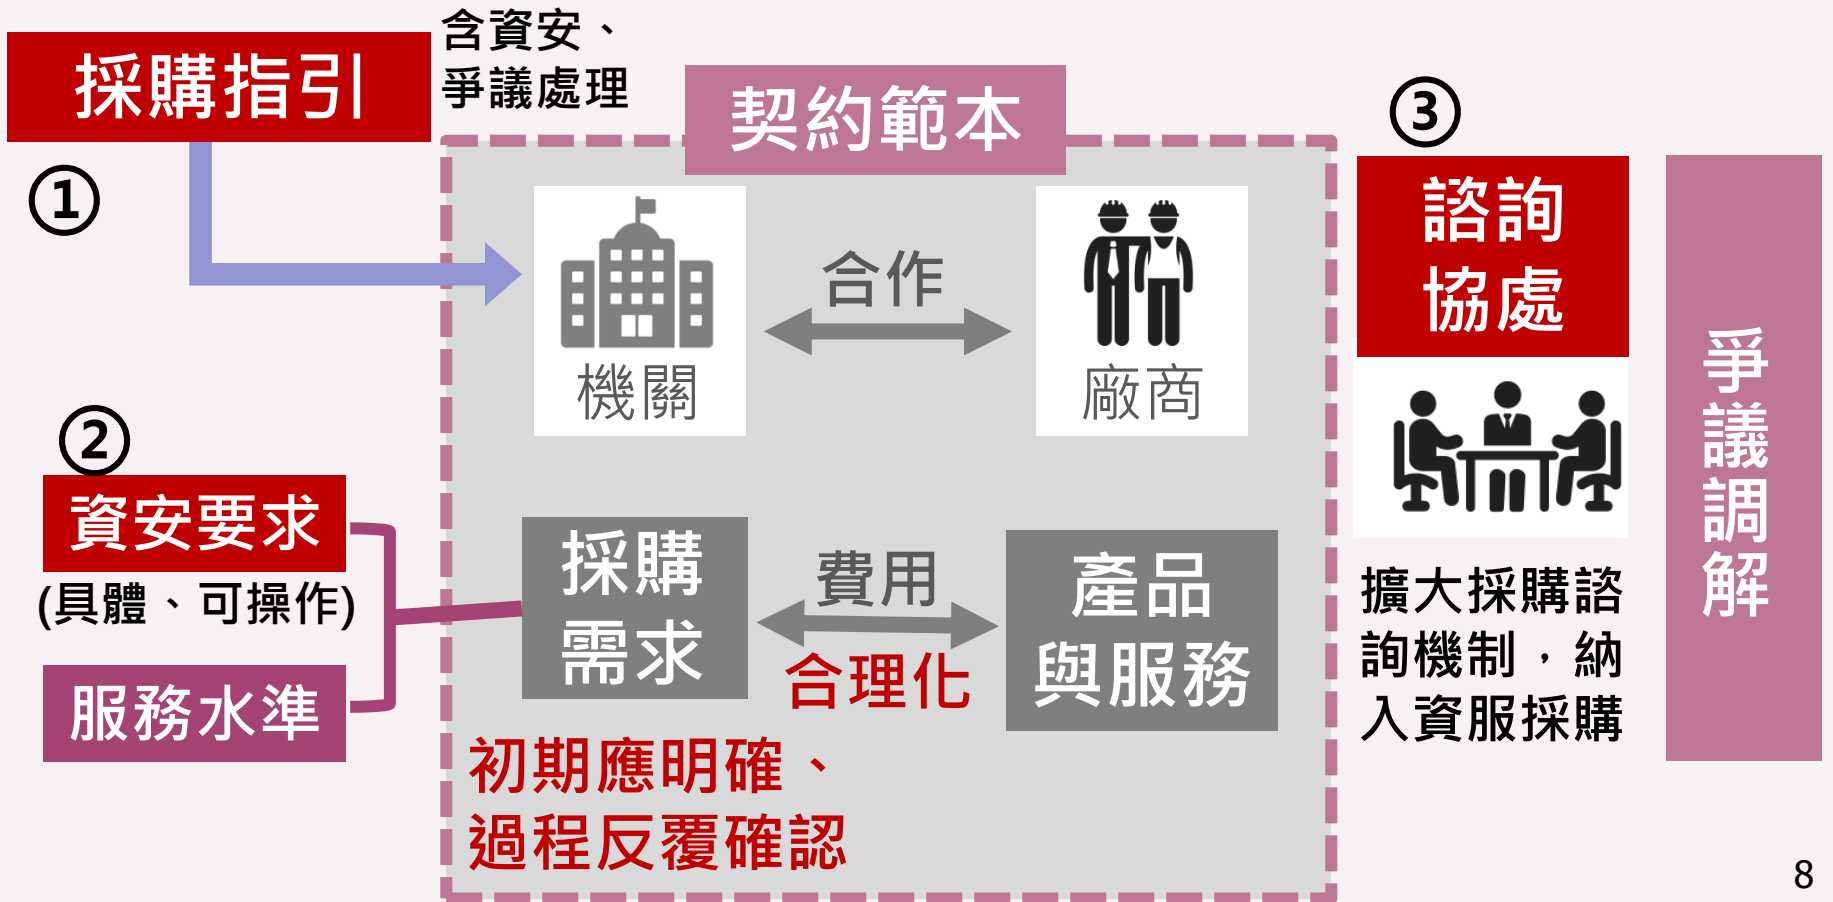 採購指引
含資安、
爭議處理
契約範本
①
機關
合作
廠商
②
資安要求
(具體、可操作)
服務水準
採購
需求
費用
合理化
產品
與服務
初期應明確、
過程反覆確認
③
諮詢
協處
擴大採購諮
詢機制，納
入資服採購
爭議調解
8